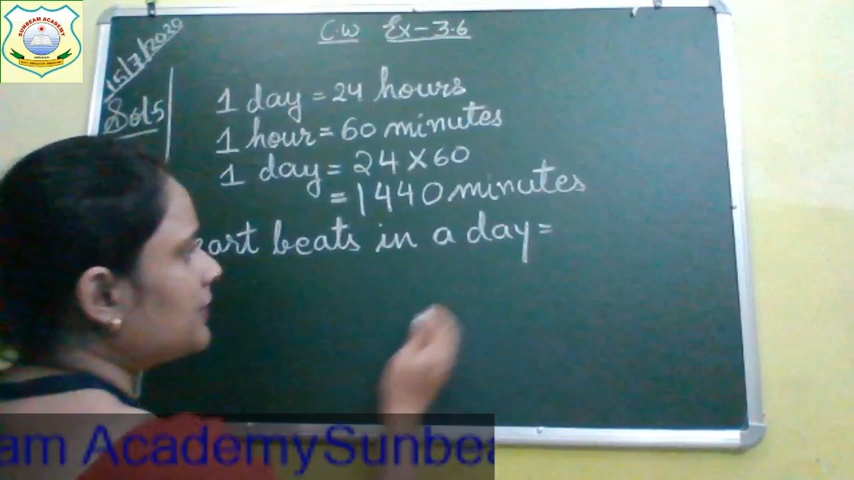 SUNBEAM ACADEMY
15/7/2020
C.W Ex-3.6
Sol5
1 day = 24 hours
1 hour = 60 minutes
1 day = 24 X 60
= 1440 minutes
eart beats in a day =
am AcademySunbea